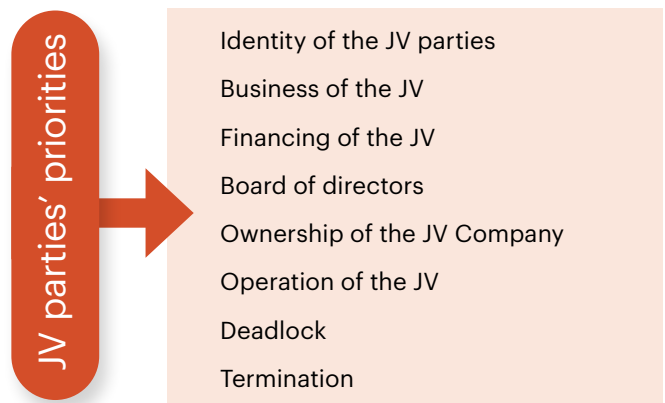 JV parties’ priorities
Identity of the JV parties
Business of the JV
Financing of the JV
Board of directors
Ownership of the JV Company
Operation of the JV
Deadlock
Termination